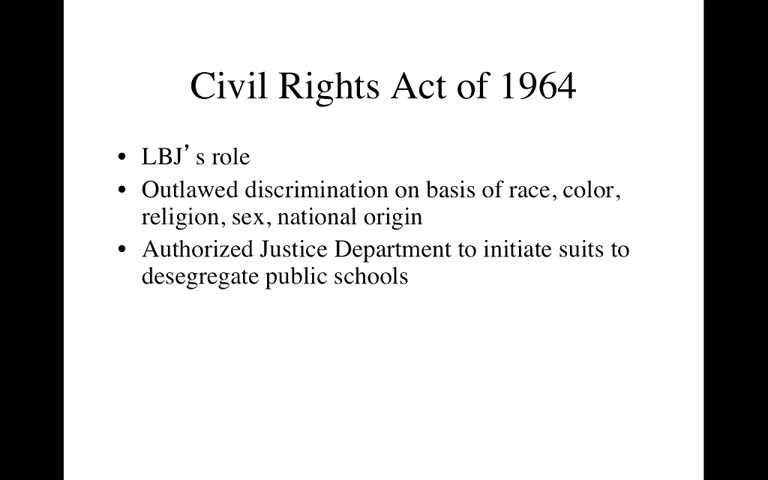 Civil Rights Act of 1964
• LBJ’s role
• Outlawed discrimination on basis of race, color,
religion, sex, national origin
• Authorized Justice Department to initiate suits to
desegregate public schools